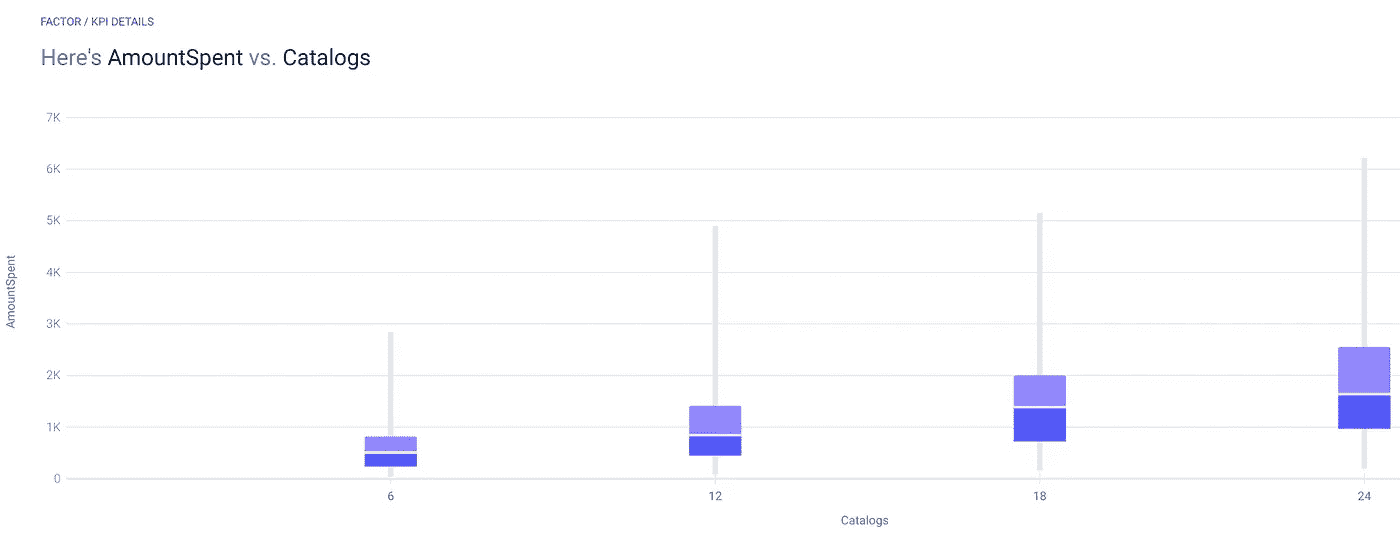 FACTOR / KPI DETAILS
Here's AmountSpent vs. Catalogs
7K
6K
5K
4K
3K
2K
1K
0
AmountSpent
6 12 18 24
Catalogs